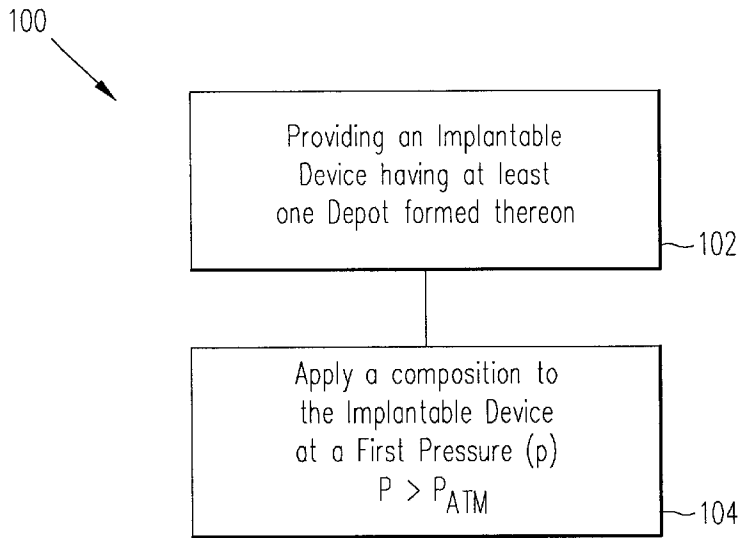 100
Providing an Implantable
Device having at least
one Depot formed thereon
102
Apply a composition to
the Implantable Device
at a First Pressure (p)
P > P_ATM
104